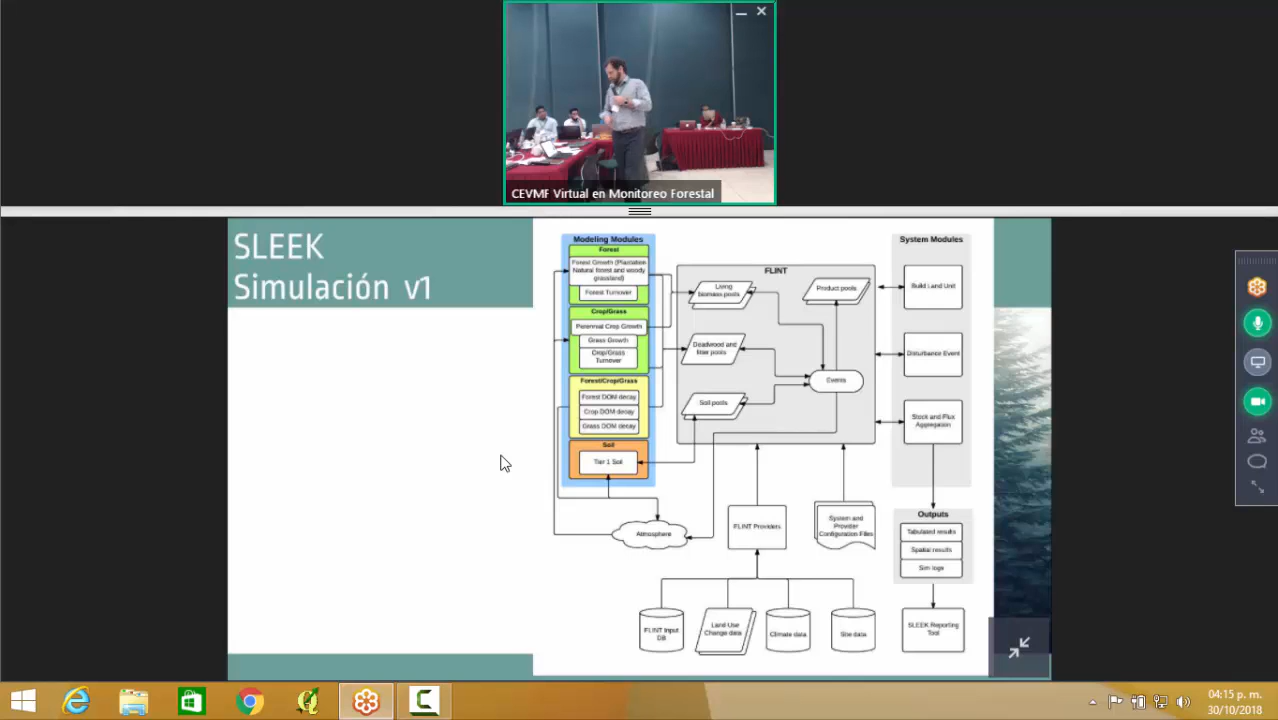 CEVMF Virtual en Monitoreo Forestal
SLEEK
Simulación v1
Modeling Modules
Forest
Forest Growth (Plantation
Natural forest and woody
grassland)
Forest Turnover
Crop/Grass
Perennial Crop Growth
Grass Growth
Crop/Grass
Turnover
Forest/Crop/Grass
Forest DOM decay
Crop DOM decay
Grass DOM decay
Soil
Tier 1 Soil
Atmosphere
FLINT
Living
biomass pools
Product pools
Deadwood and
litter pools
Events
Soil pools
FLINT Providers
System and
Provider
Configuration Files
FLINT Input
DB
Land Use
Change data
Climate data
Site data
System Modules
Build Land Unit
Disturbance Event
Stock and Flux
Aggregation
Outputs
Tabulated results
Spatial results
Sim logs
SLEEK Reporting
Tool
04:15 p. m.
30/10/2018